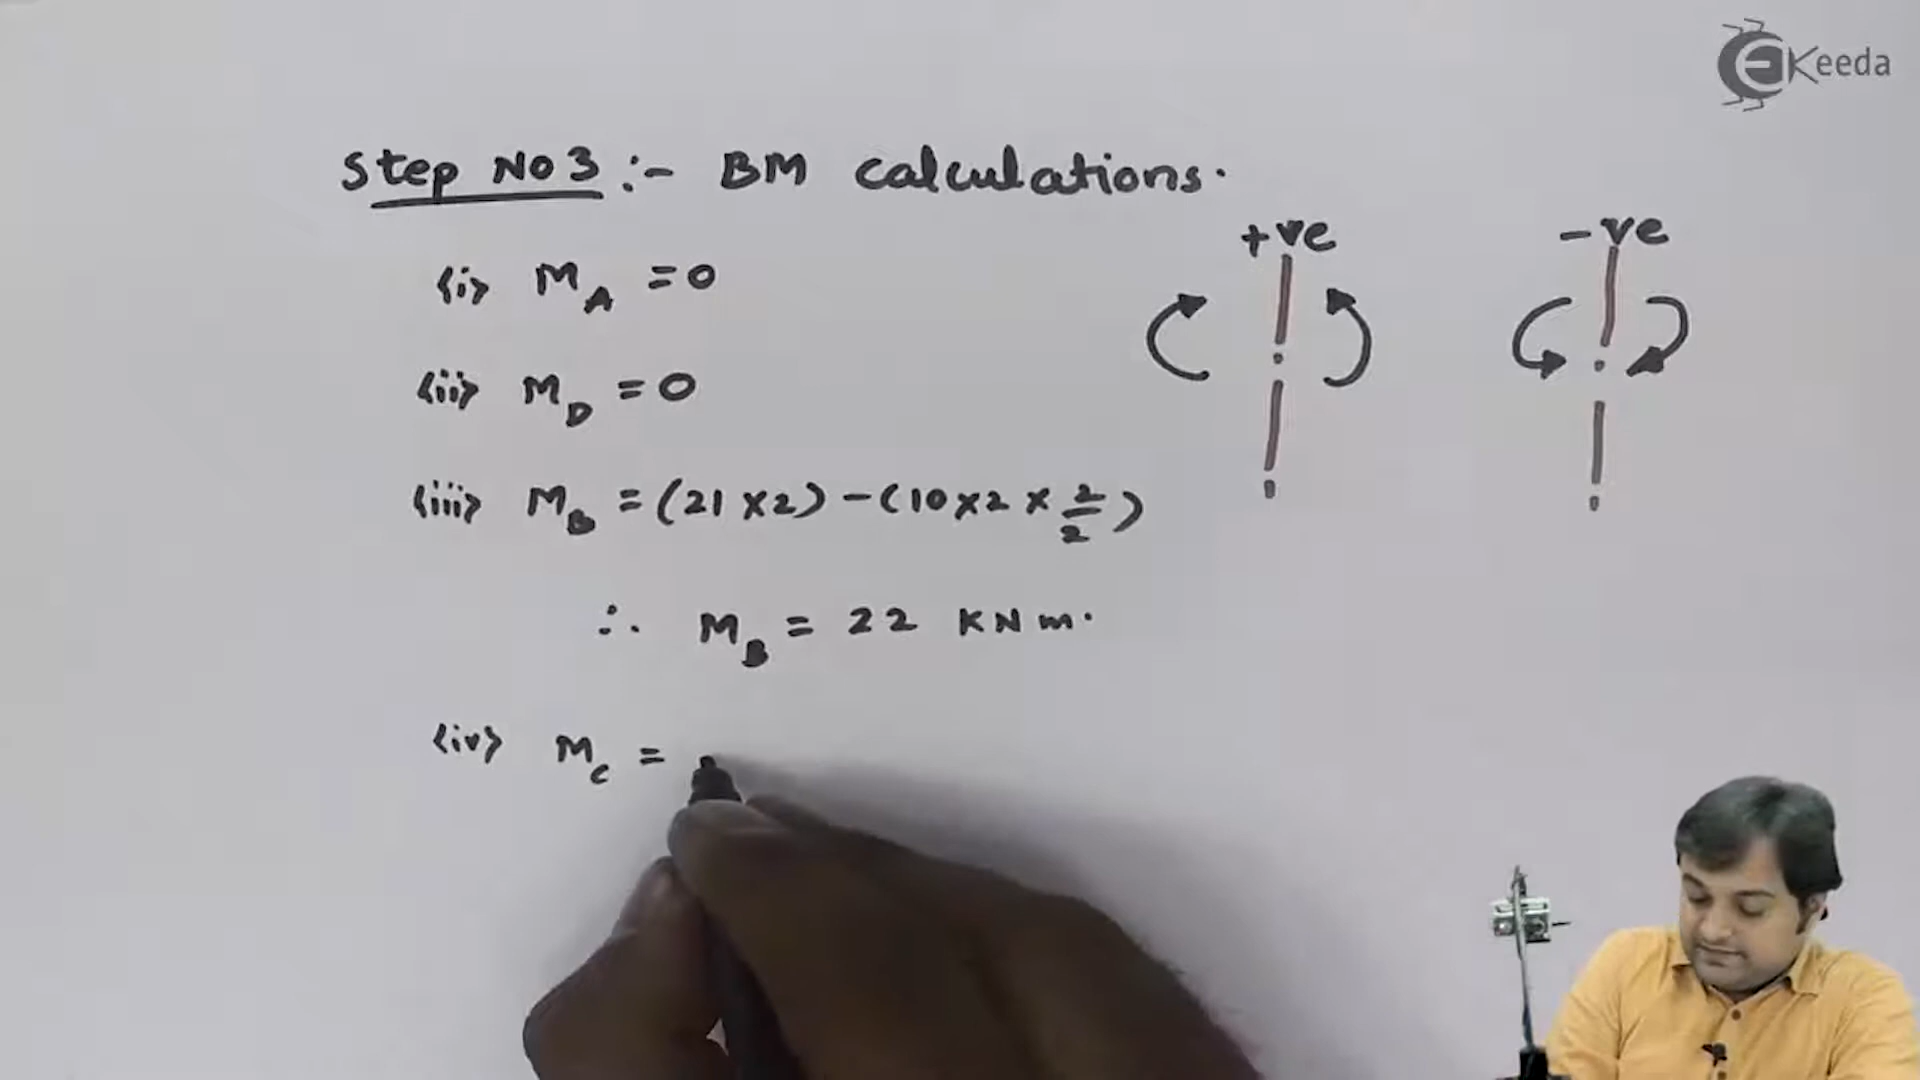 EKeeda
Step No 3 :- BM calculations.
+ve
-ve
(i) M_A = 0
(ii) M_D = 0
(iii) M_B = (21 × 2) - (10 × 2 × 2/2)
∴ M_B = 22 KNm.
(iv) M_C =